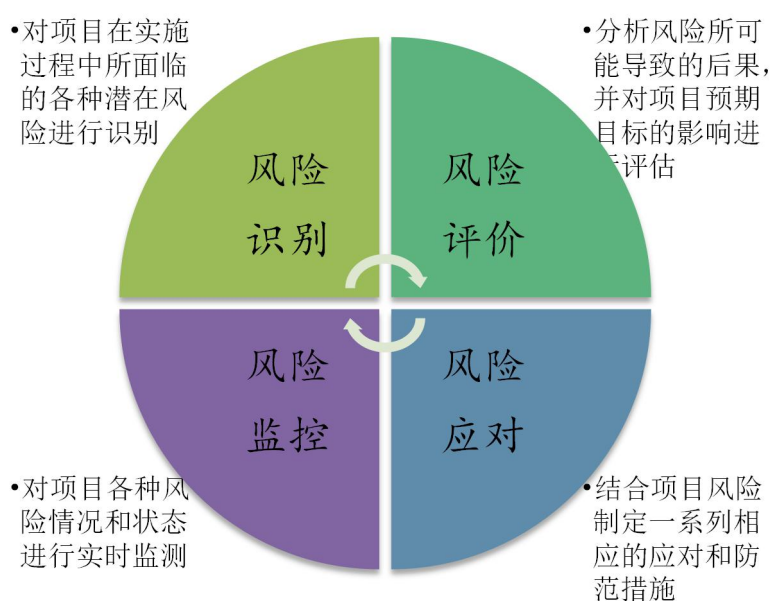 •对项目在实施
过程中所面临
的各种潜在风
险进行识别
•分析风险所可
能导致的后果，
并对项目预期
目标的影响进
行评估
风险
识别
风险
评价
风险
监控
风险
应对
•对项目各种风
险情况和状态
进行实时监测
•结合项目风险
制定一系列相
应的应对和防
范措施